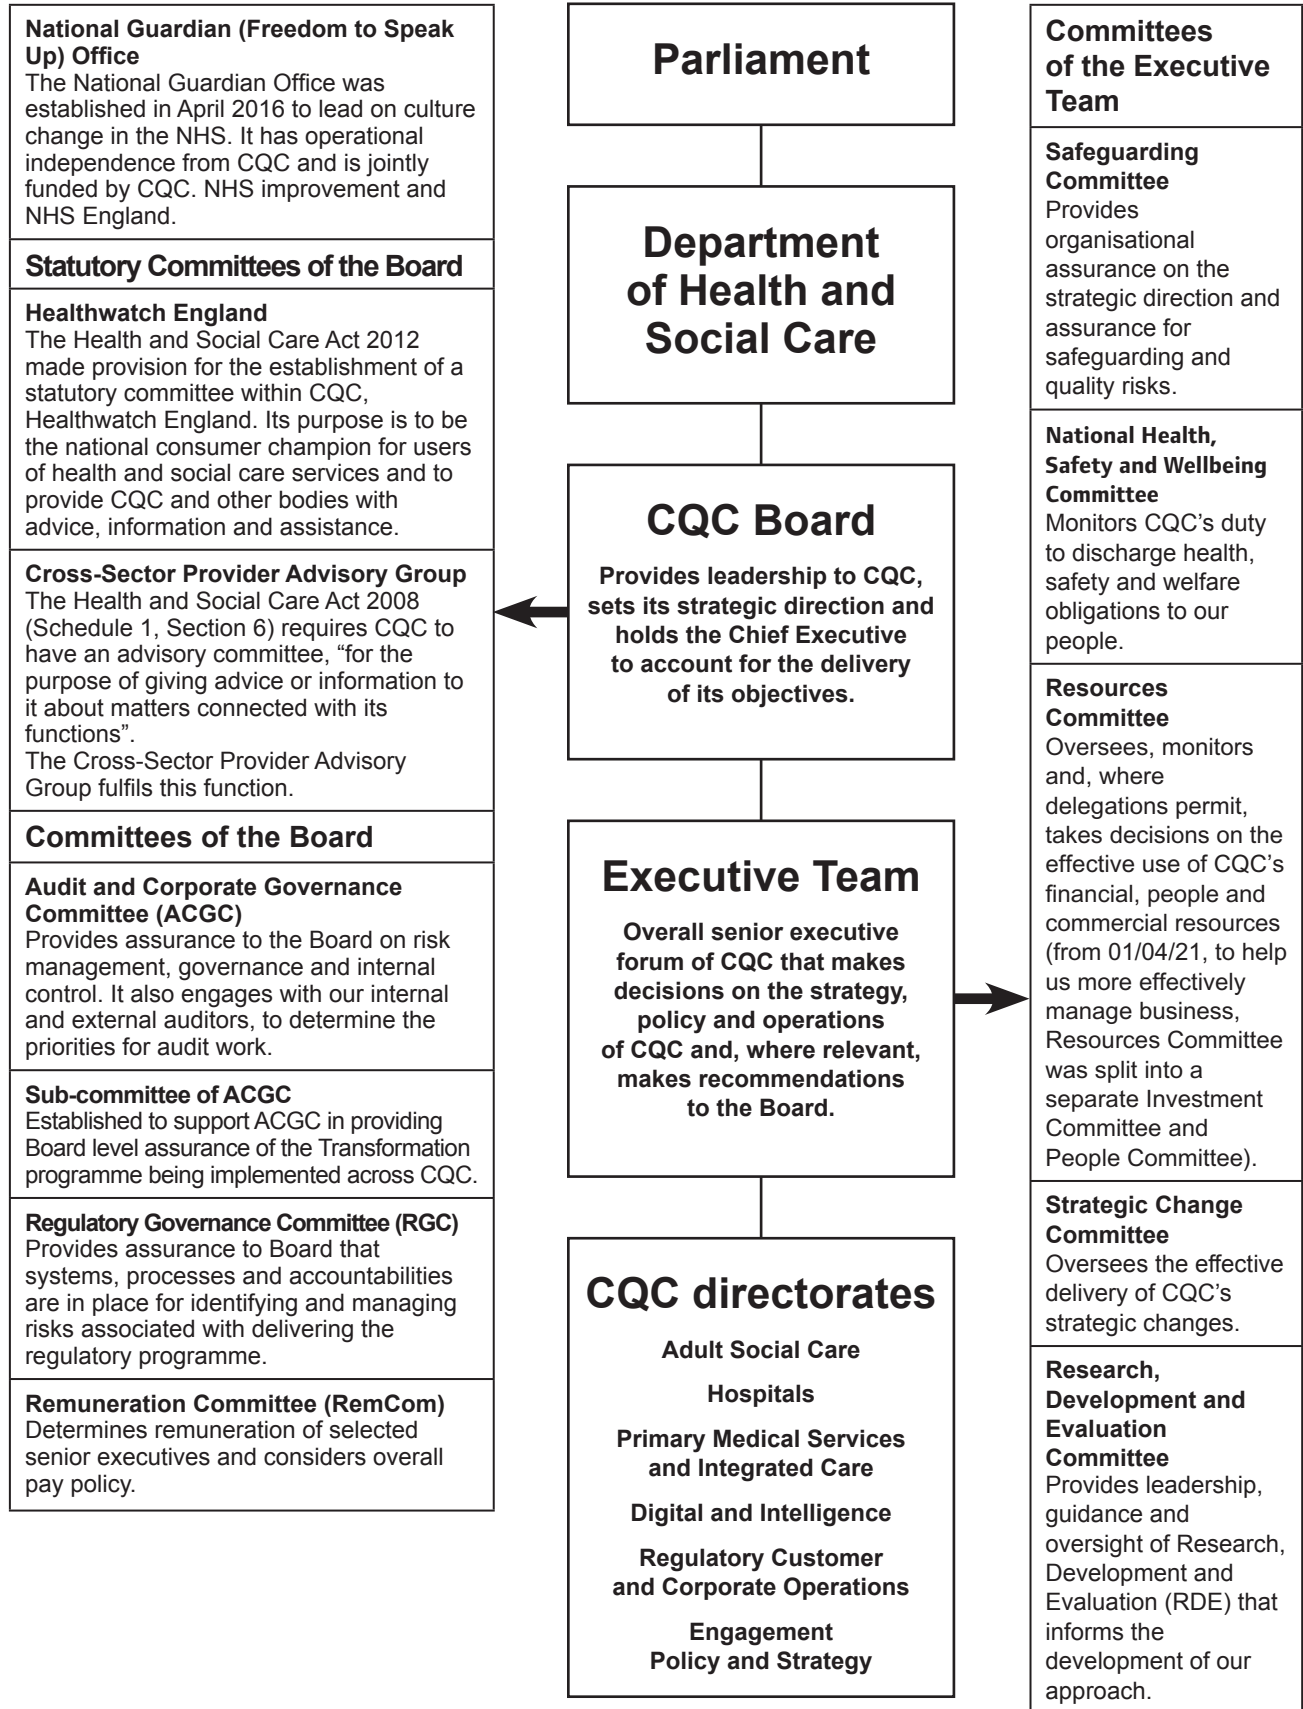 National Guardian (Freedom to Speak
Up) Office
The National Guardian Office was
established in April 2016 to lead on culture
change in the NHS. It has operational
independence from CQC and is jointly
funded by CQC. NHS improvement and
NHS England.
Statutory Committees of the Board
Healthwatch England
The Health and Social Care Act 2012
made provision for the establishment of a
statutory committee within CQC,
Healthwatch England. Its purpose is to be
the national consumer champion for users
of health and social care services and to
provide CQC and other bodies with
advice, information and assistance.
Cross-Sector Provider Advisory Group
The Health and Social Care Act 2008
(Schedule 1, Section 6) requires CQC to
have an advisory committee, “for the
purpose of giving advice or information to
it about matters connected with its
functions”.
The Cross-Sector Provider Advisory
Group fulfils this function.
Committees of the Board
Audit and Corporate Governance
Committee (ACGC)
Provides assurance to the Board on risk
management, governance and internal
control. It also engages with our internal
and external auditors, to determine the
priorities for audit work.
Sub-committee of ACGC
Established to support ACGC in providing
Board level assurance of the Transformation
programme being implemented across CQC.
Regulatory Governance Committee (RGC)
Provides assurance to Board that
systems, processes and accountabilities
are in place for identifying and managing
risks associated with delivering the
regulatory programme.
Remuneration Committee (RemCom)
Determines remuneration of selected
senior executives and considers overall
pay policy.
Parliament
Department
of Health and
Social Care
CQC Board
Provides leadership to CQC,
sets its strategic direction and
holds the Chief Executive
to account for the delivery
of its objectives.
Executive Team
Overall senior executive
forum of CQC that makes
decisions on the strategy,
policy and operations
of CQC and, where relevant,
makes recommendations
to the Board.
CQC directorates
Adult Social Care
Hospitals
Primary Medical Services
and Integrated Care
Digital and Intelligence
Regulatory Customer
and Corporate Operations
Engagement
Policy and Strategy
Committees
of the Executive
Team
Safeguarding
Committee
Provides
organisational
assurance on the
strategic direction and
assurance for
safeguarding and
quality risks.
National Health,
Safety and Wellbeing
Committee
Monitors CQC’s duty
to discharge health,
safety and welfare
obligations to our
people.
Resources
Committee
Oversees, monitors
and, where
delegations permit,
takes decisions on the
effective use of CQC’s
financial, people and
commercial resources
(from 01/04/21, to help
us more effectively
manage business,
Resources Committee
was split into a
separate Investment
Committee and
People Committee).
Strategic Change
Committee
Oversees the effective
delivery of CQC’s
strategic changes.
Research,
Development and
Evaluation
Committee
Provides leadership,
guidance and
oversight of Research,
Development and
Evaluation (RDE) that
informs the
development of our
approach.